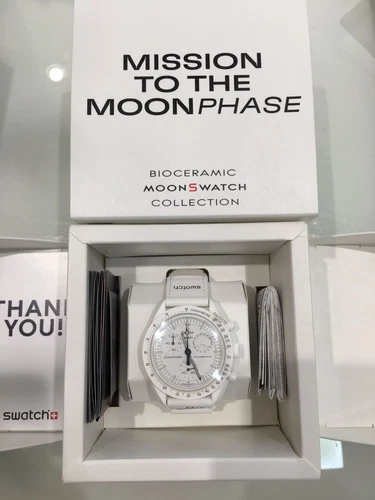 MISSION
TO THE
MOONPHASE
BIOCERAMIC
MOONSWATCH
COLLECTION
swatch
THANK
YOU!
swatch